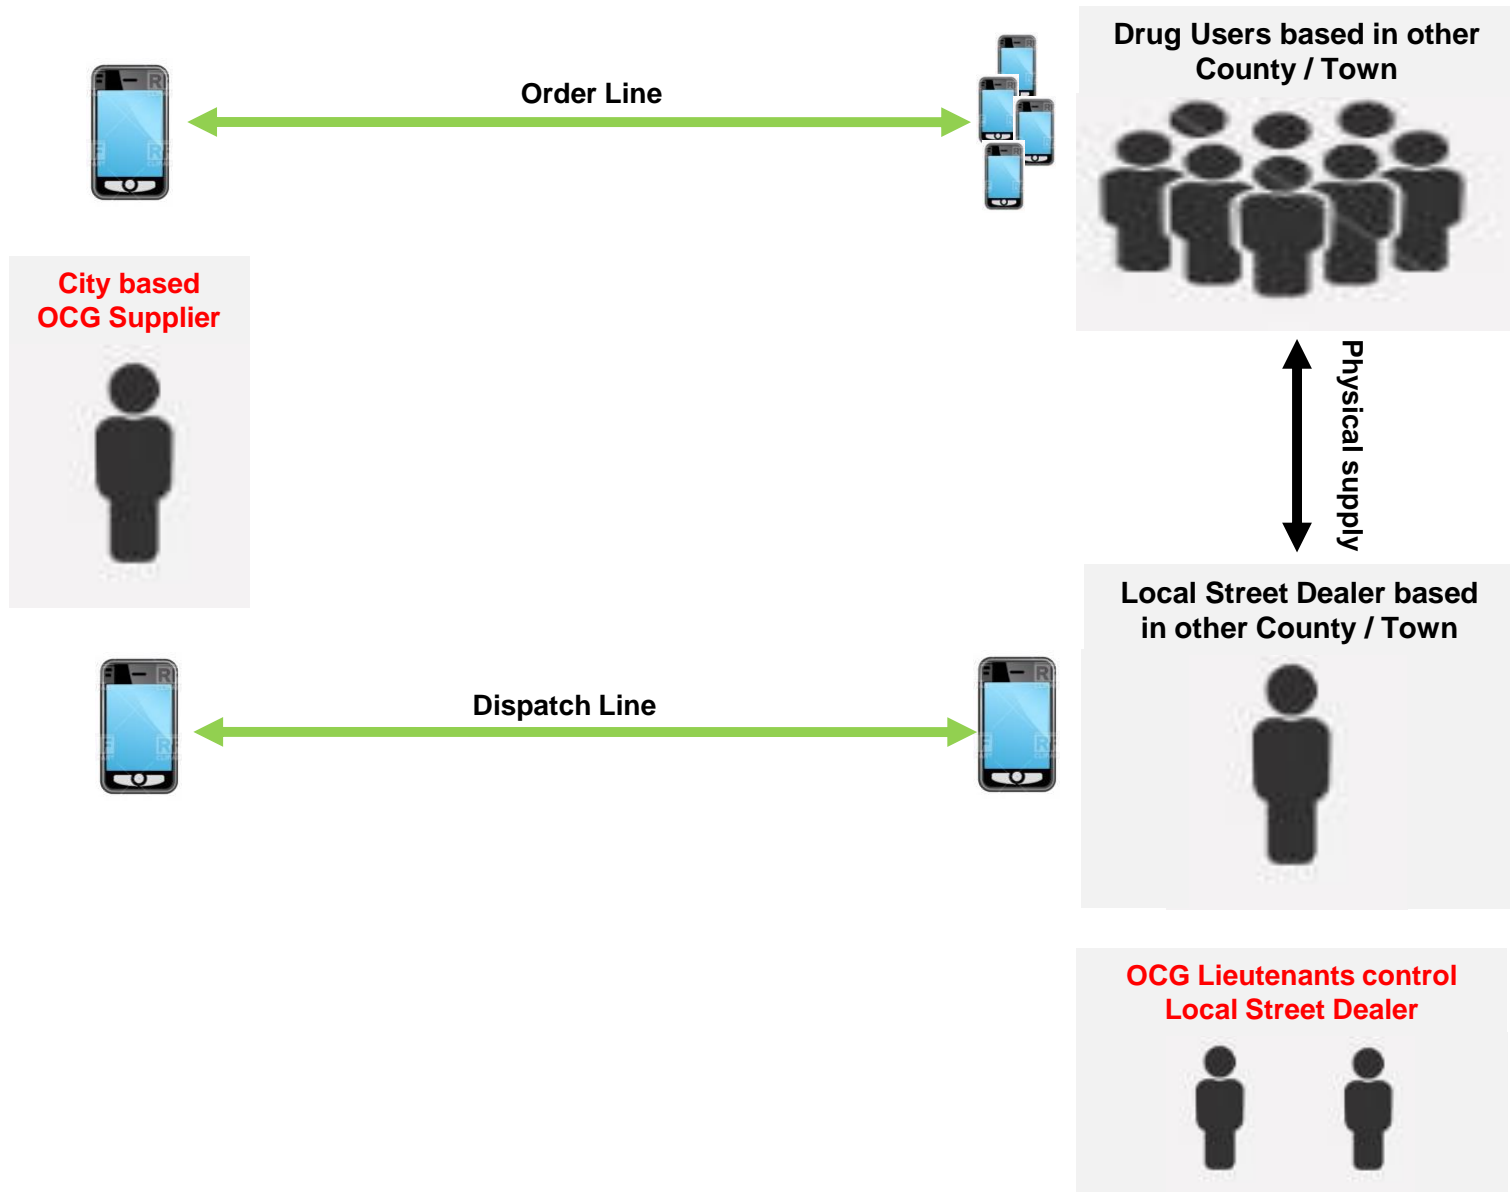 Drug Users based in other
County / Town
Order Line
City based
OCG Supplier
Physical supply
Local Street Dealer based
in other County / Town
Dispatch Line
OCG Lieutenants control
Local Street Dealer